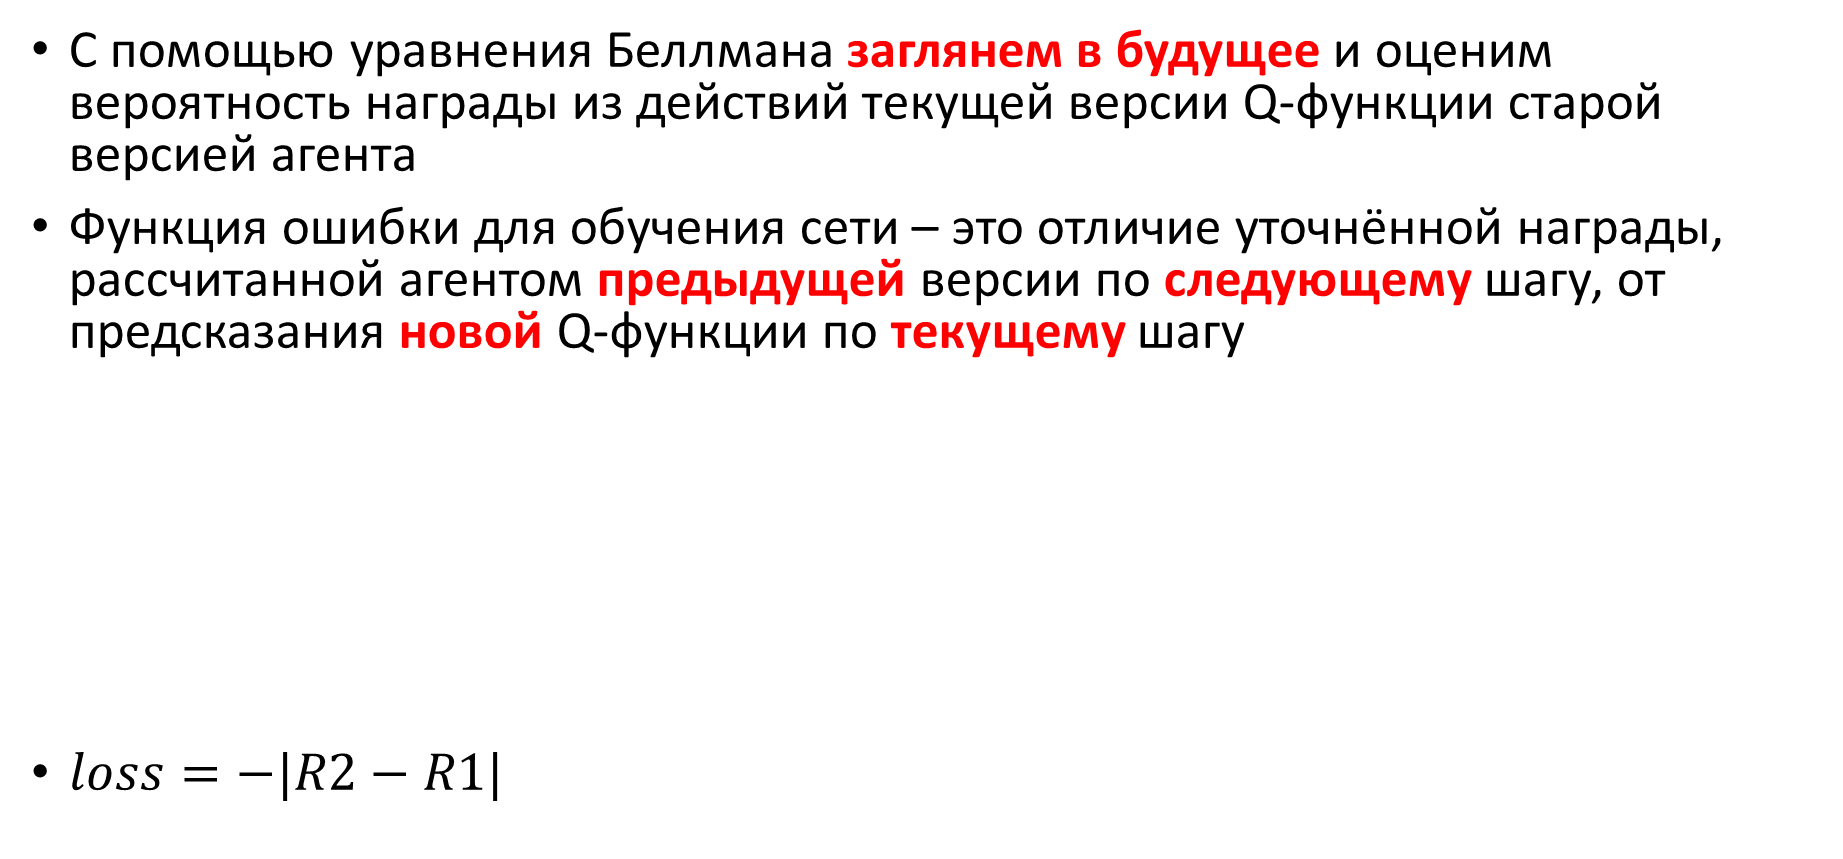 • С помощью уравнения Беллмана заглянем в будущее и оценим
вероятность награды из действий текущей версии Q-функции старой
версией агента
• Функция ошибки для обучения сети – это отличие уточнённой награды,
рассчитанной агентом предыдущей версии по следующему шагу, от
предсказания новой Q-функции по текущему шагу
• loss = −|R2 − R1|